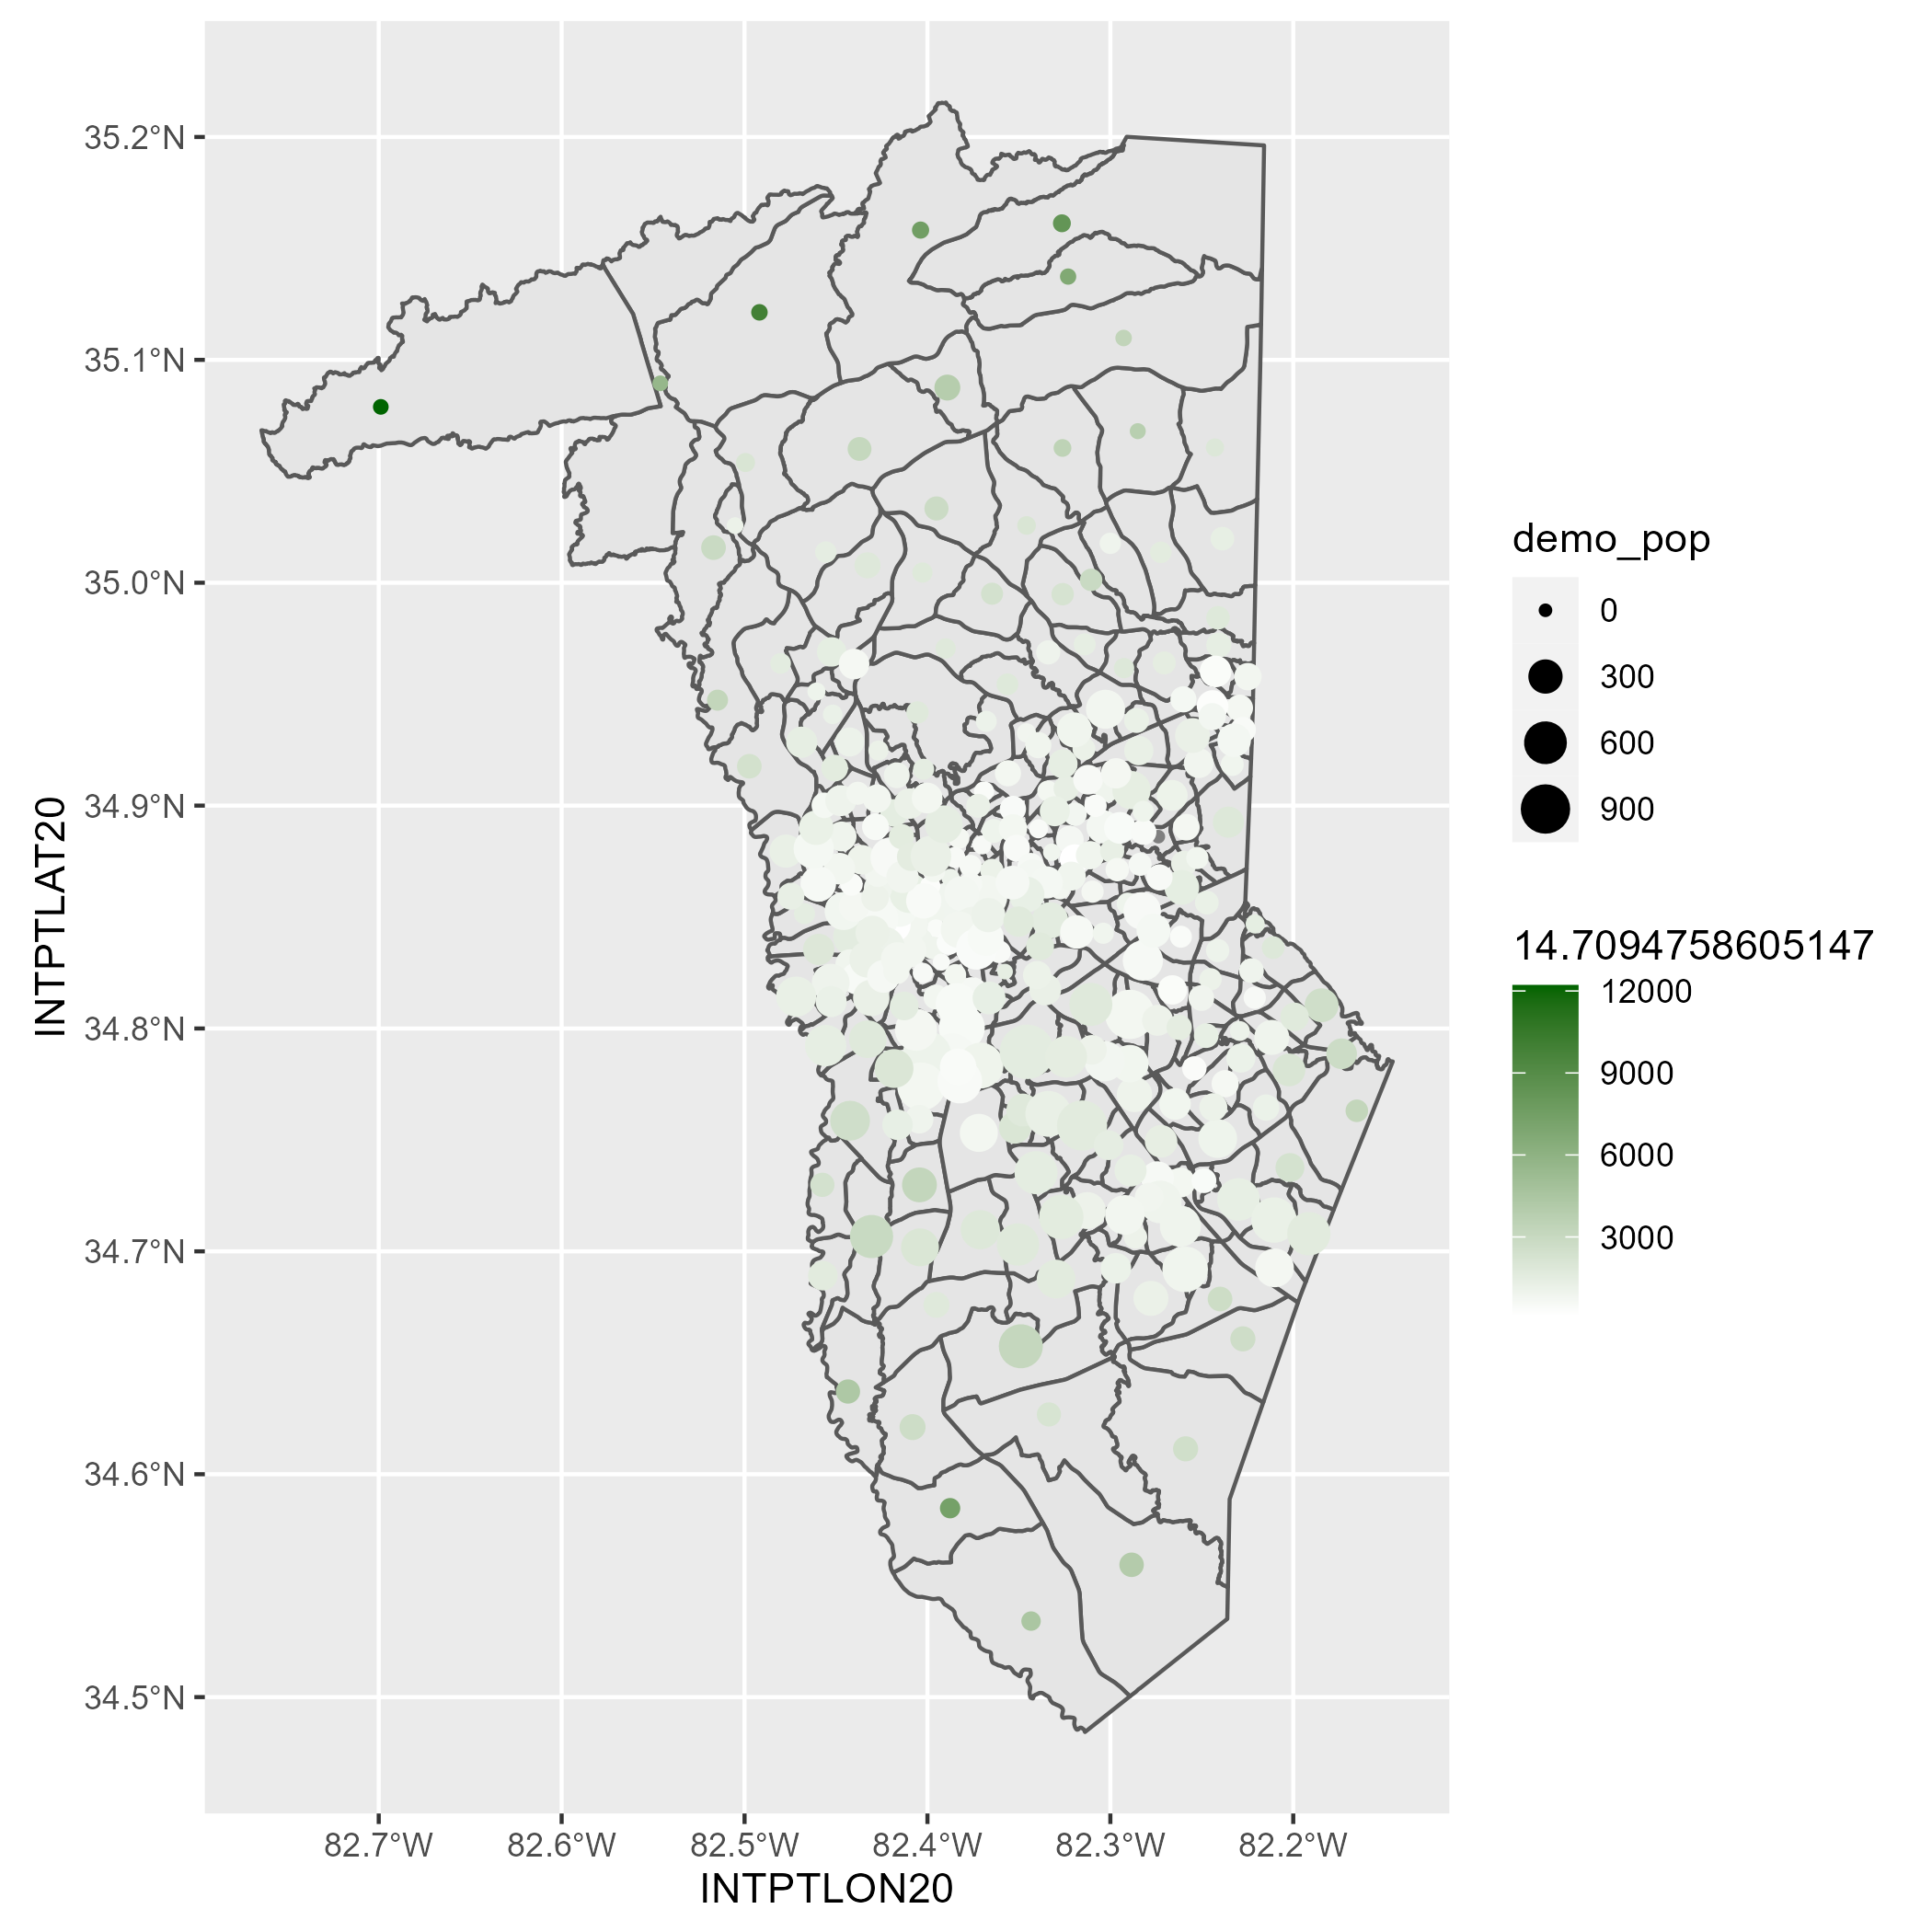 35.2°N
35.1°N
35.0°N
34.9°N
34.8°N
34.7°N
34.6°N
34.5°N
INTPTLAT20
82.7°W 82.6°W 82.5°W 82.4°W 82.3°W 82.2°W
INTPTLON20
demo_pop
0
300
600
900
14.7094758605147
12000
9000
6000
3000